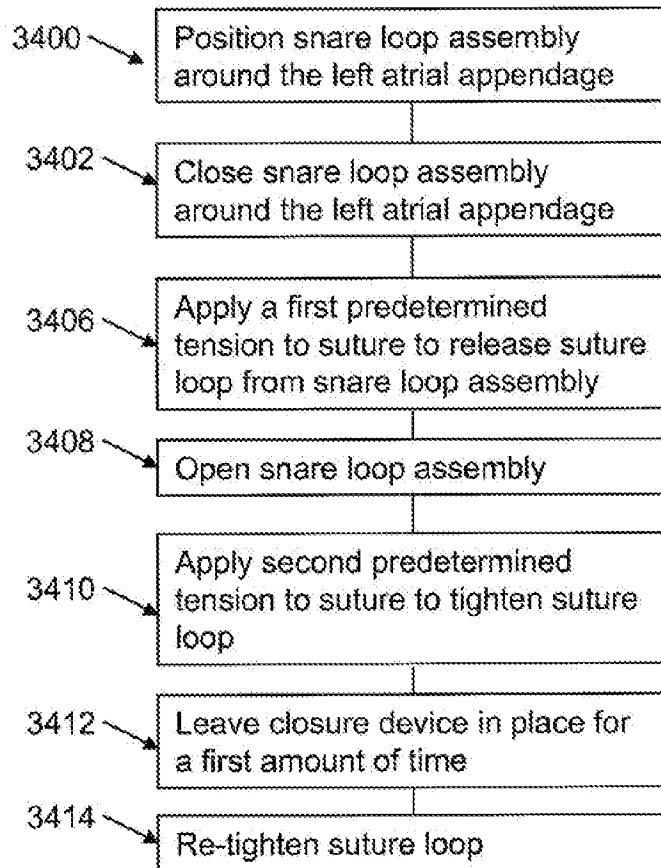 3400
Position snare loop assembly
around the left atrial appendage
3402
Close snare loop assembly
around the left atrial appendage
3406
Apply a first predetermined
tension to suture to release suture
loop from snare loop assembly
3408
Open snare loop assembly
3410
Apply second predetermined
tension to suture to tighten suture
loop
3412
Leave closure device in place for
a first amount of time
3414
Re-tighten suture loop